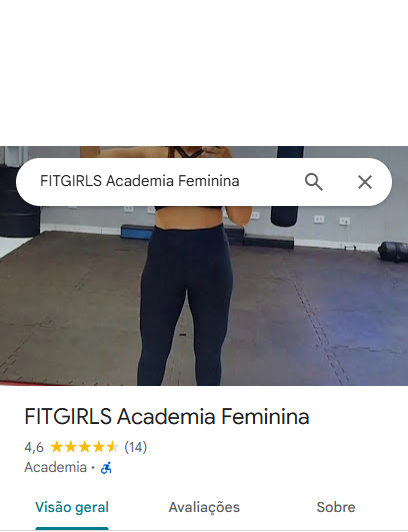 FITGIRLS Academia Feminina
FITGIRLS Academia Feminina
4,6 (14)
Academia ·
Visão geral Avaliações Sobre